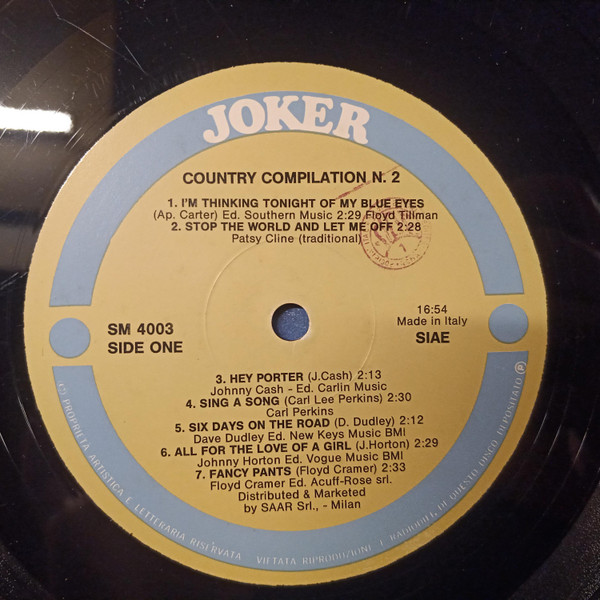 JOKER
COUNTRY COMPILATION N. 2
1. I'M THINKING TONIGHT OF MY BLUE EYES
(Ap. Carter) Ed. Southern Music 2:29 Floyd Tillman
2. STOP THE WORLD AND LET ME OFF 2:28
Patsy Cline (traditional)
SM 4003
SIDE ONE
16:54
Made in Italy
SIAE
3. HEY PORTER (J.Cash) 2:13
Johnny Cash - Ed. Carlin Music
4. SING A SONG (Carl Lee Perkins) 2:30
Carl Perkins
5. SIX DAYS ON THE ROAD (D. Dudley) 2:12
Dave Dudley Ed. New Keys Music BMI
6. ALL FOR THE LOVE OF A GIRL (J.Horton) 2:29
Johnny Horton Ed. Vogue Music BMI
7. FANCY PANTS (Floyd Cramer) 2:33
Floyd Cramer Ed. Acuff-Rose srl.
Distributed & Marketed
by SAAR Srl., - Milan
(C) PROPRIETÀ ARTISTICA E LETTERARIA RISERVATA VIETATA RIPRODUZIONE E RADIODIF. DI QUESTO DISCO DEPOSITATO Ⓟ